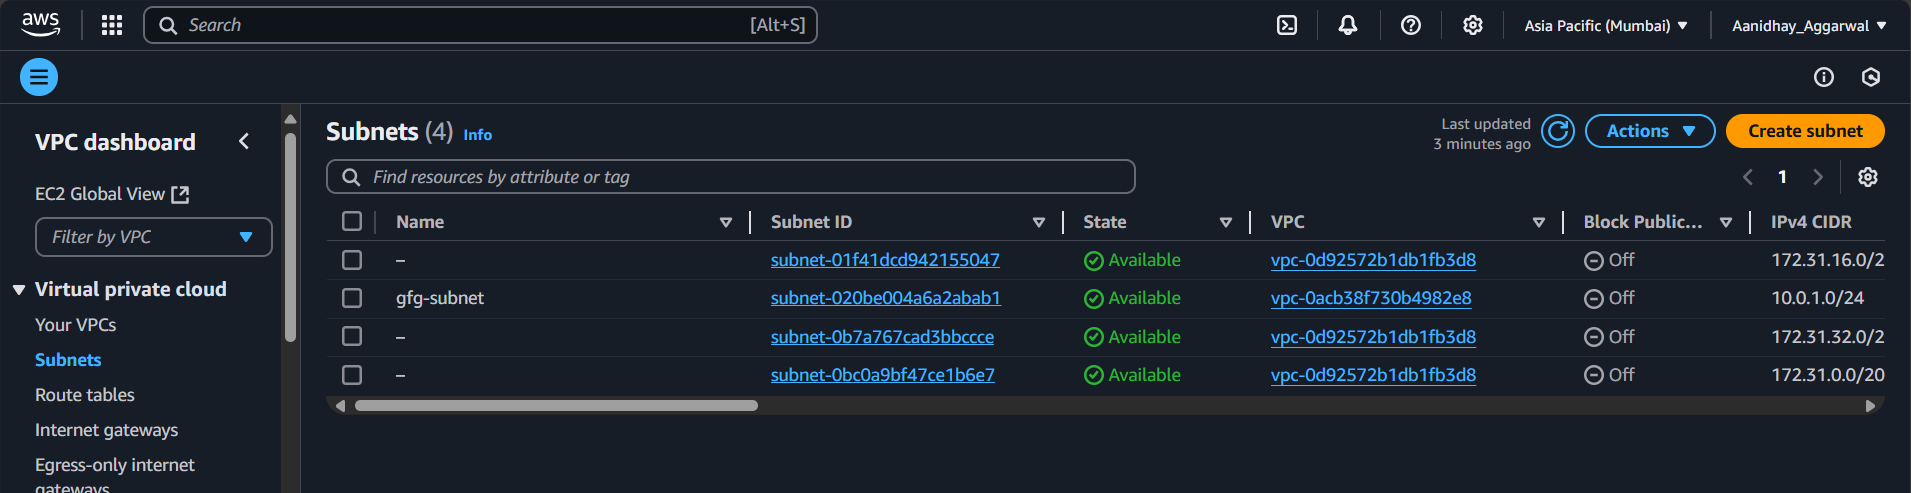 aws Search [Alt+S] Asia Pacific (Mumbai) Aanidhay_Aggarwal
VPC dashboard
EC2 Global View
Filter by VPC
Virtual private cloud
Your VPCs
Subnets
Route tables
Internet gateways
Egress-only internet
gateways
Subnets (4) Info
Last updated
3 minutes ago
Actions
Create subnet
Find resources by attribute or tag
1
Name Subnet ID State VPC Block Public... IPv4 CIDR
– subnet-01f41dcd942155047 Available vpc-0d92572b1db1fb3d8 Off 172.31.16.0/2
gfg-subnet subnet-020be004a6a2abab1 Available vpc-0acb38f730b4982e8 Off 10.0.1.0/24
– subnet-0b7a767cad3bbccce Available vpc-0d92572b1db1fb3d8 Off 172.31.32.0/2
– subnet-0bc0a9bf47ce1b6e7 Available vpc-0d92572b1db1fb3d8 Off 172.31.0.0/20